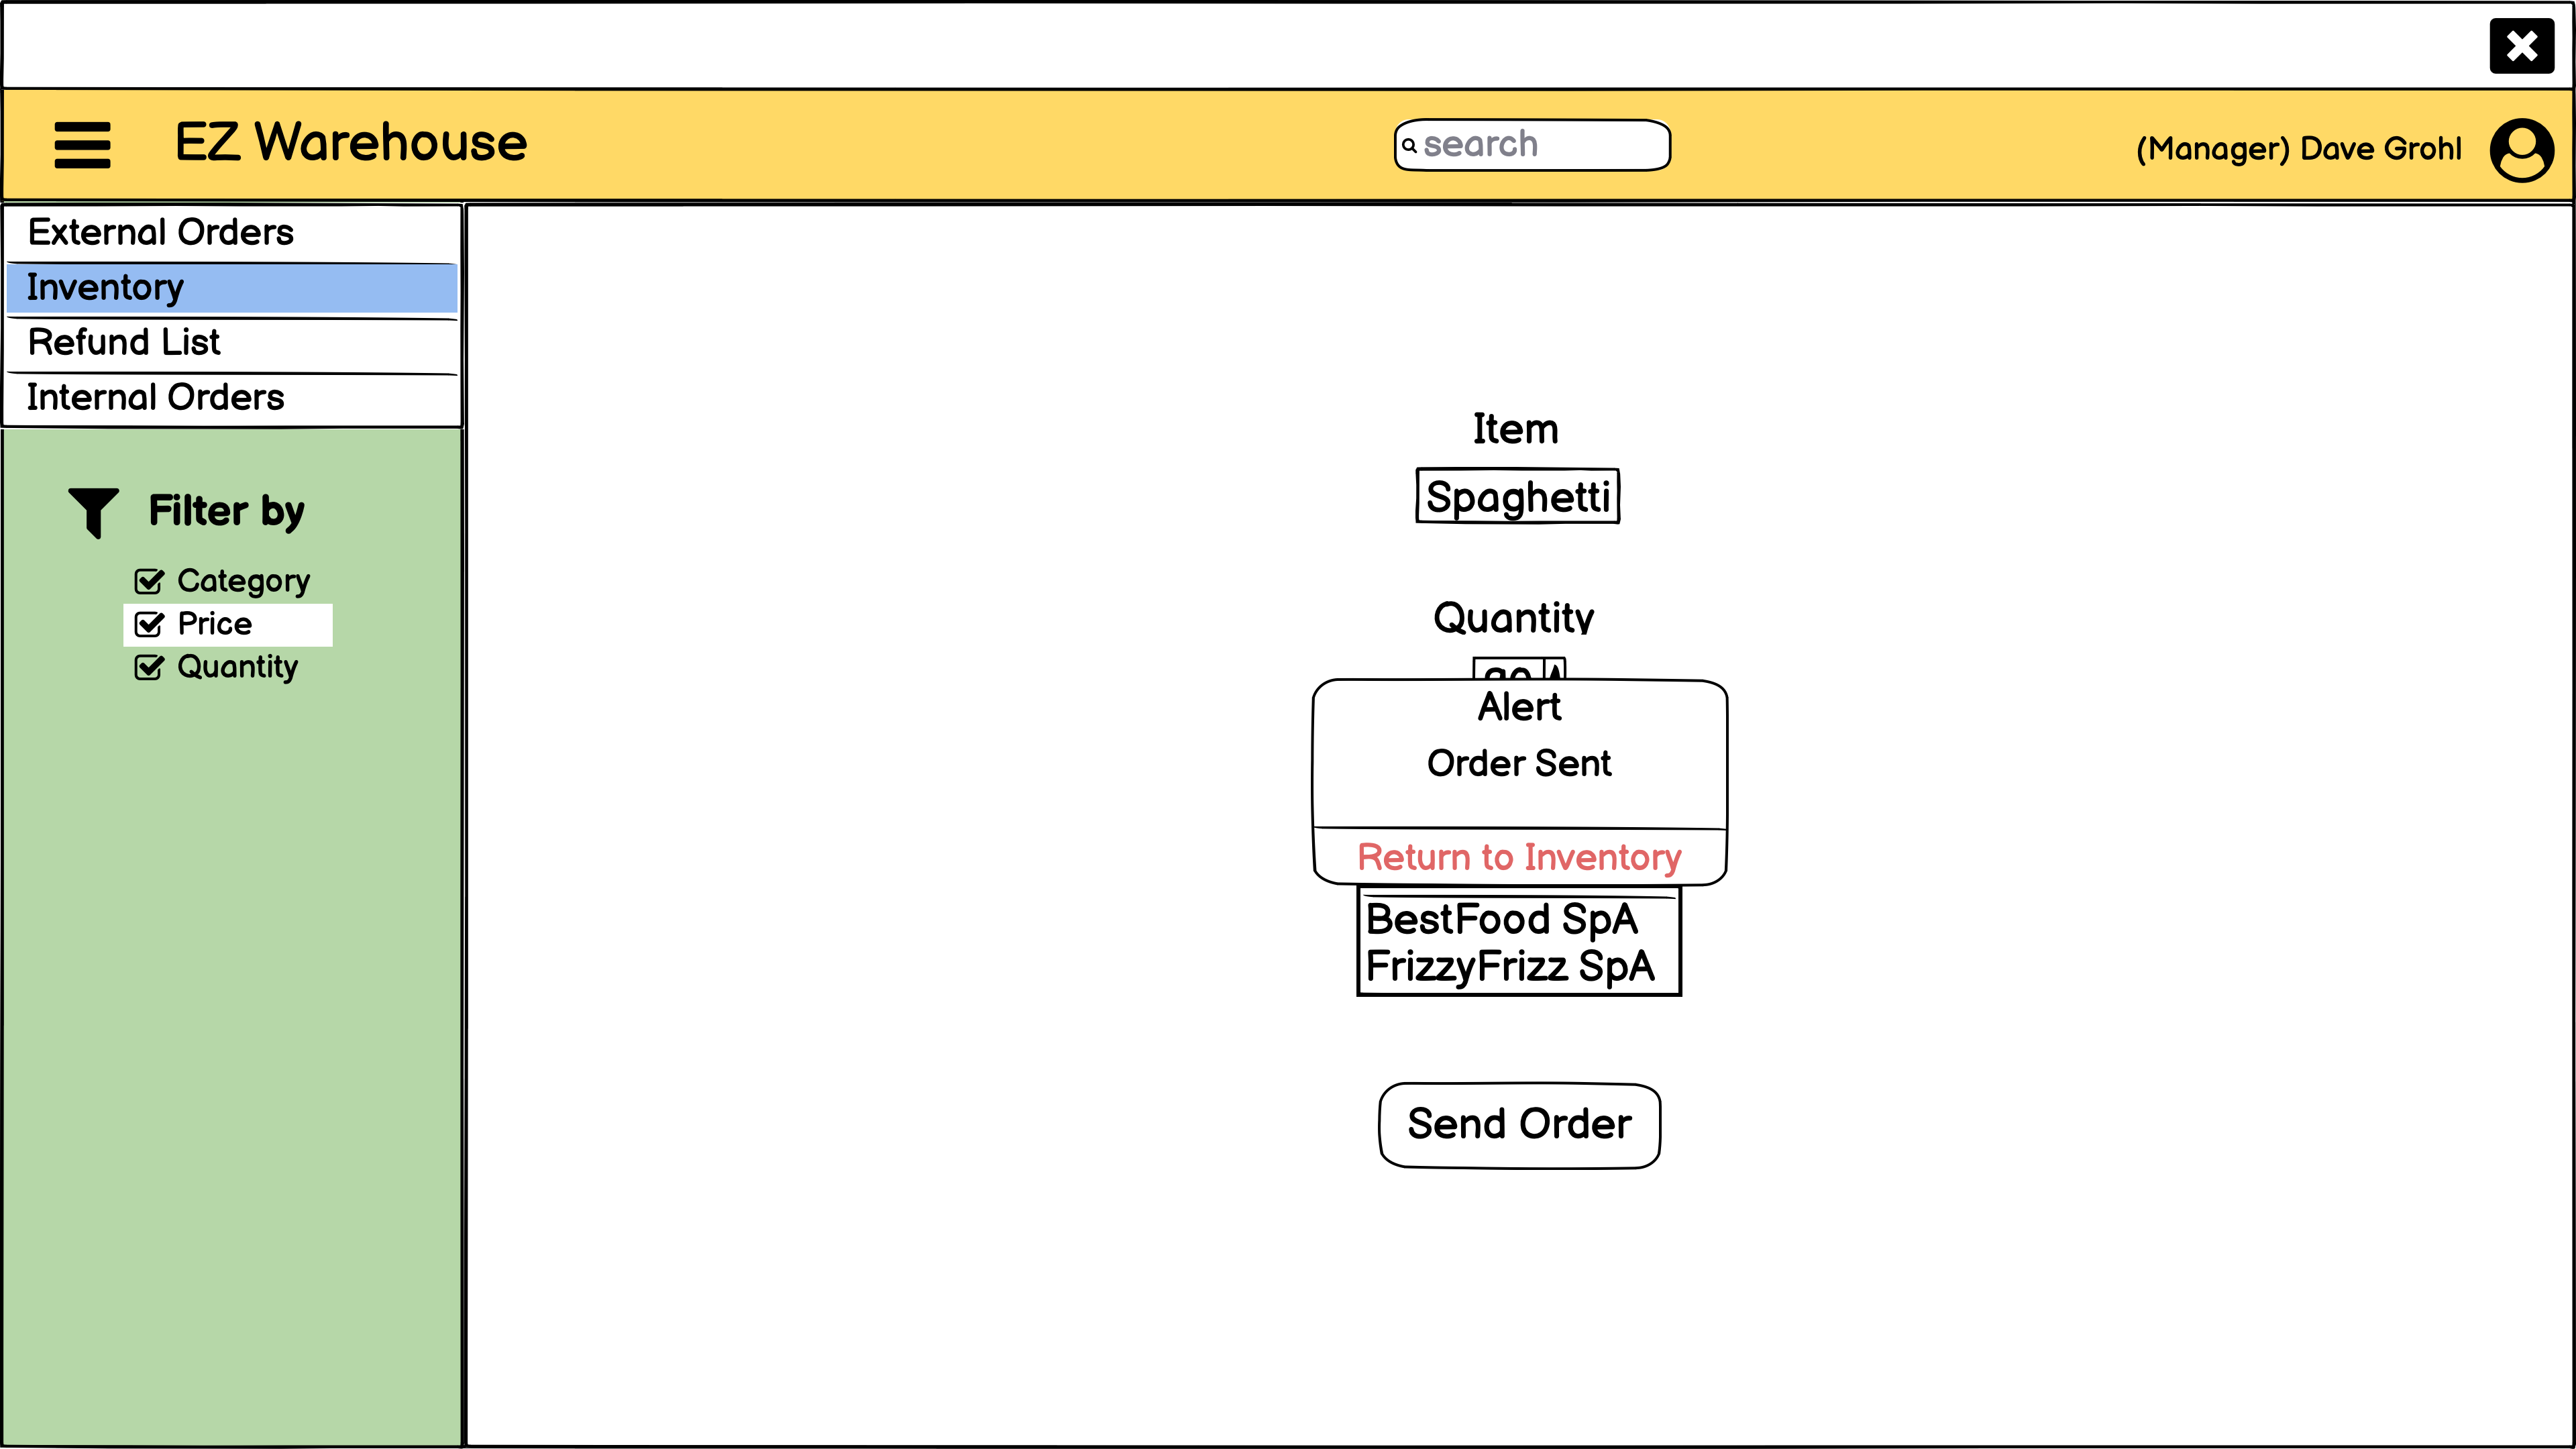 EZ Warehouse
search
(Manager) Dave Grohl
External Orders
Inventory
Refund List
Internal Orders
Filter by
Category
Price
Quantity
Item
Spaghetti
Quantity
Alert
Order Sent
Return to Inventory
BestFood SpA
FrizzyFrizz SpA
Send Order